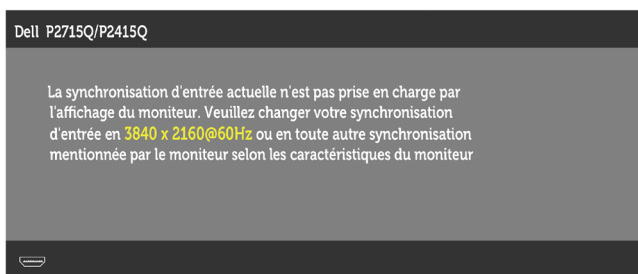 Dell P2715Q/P2415Q
La synchronisation d'entrée actuelle n'est pas prise en charge par
l'affichage du moniteur. Veuillez changer votre synchronisation
d'entrée en 3840 x 2160@60Hz ou en toute autre synchronisation
mentionnée par le moniteur selon les caractéristiques du moniteur